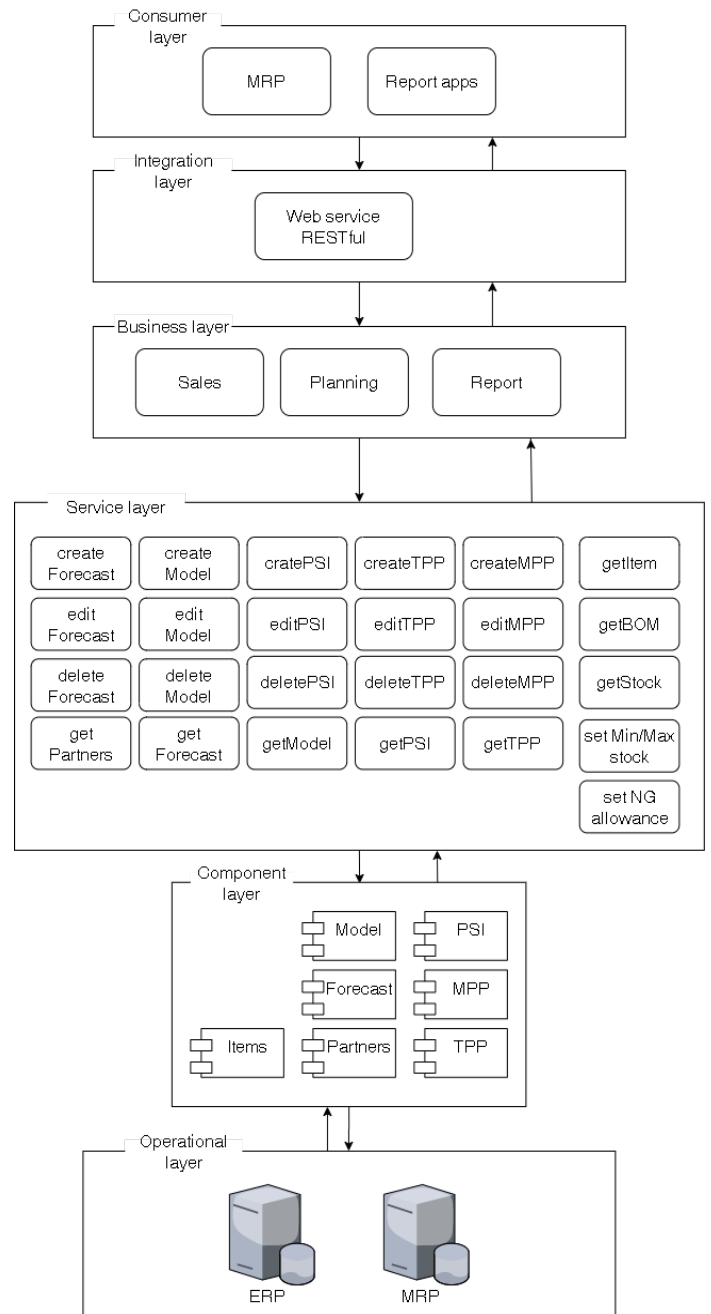 Consumer
layer
MRP
Report apps
Integration
layer
Web service
RESTful
Business layer
Sales
Planning
Report
Service layer
create
Forecast
create
Model
cratePSI
createTPP
createMPP
getItem
edit
Forecast
edit
Model
editPSI
editTPP
editMPP
getBOM
delete
Forecast
delete
Model
deletePSI
deleteTPP
deleteMPP
getStock
get
Partners
get
Forecast
getModel
getPSI
getTPP
set Min/Max
stock
set NG
allowance
Component
layer
Model
PSI
Forecast
MPP
Items
Partners
TPP
Operational
layer
ERP
MRP